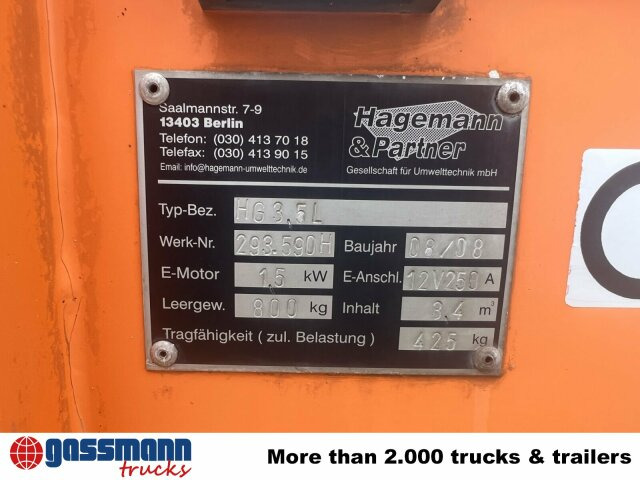 Saalmannstr. 7-9
13403 Berlin
Telefon: (030) 413 70 18
Telefax: (030) 413 90 15
Email: info@hagemann-umwelttechnik.de
Hagemann
& Partner
Gesellschaft für Umwelttechnik mbH
Typ-Bez. HG 3.5L
Werk-Nr. 293.590H Baujahr 08/08
E-Motor 1,5 kW E-Anschl. 12V250 A
Leergew. 800 kg Inhalt 3.4 m³
Tragfähigkeit ( zul. Belastung ) 425 kg
gassmann
trucks
More than 2.000 trucks & trailers